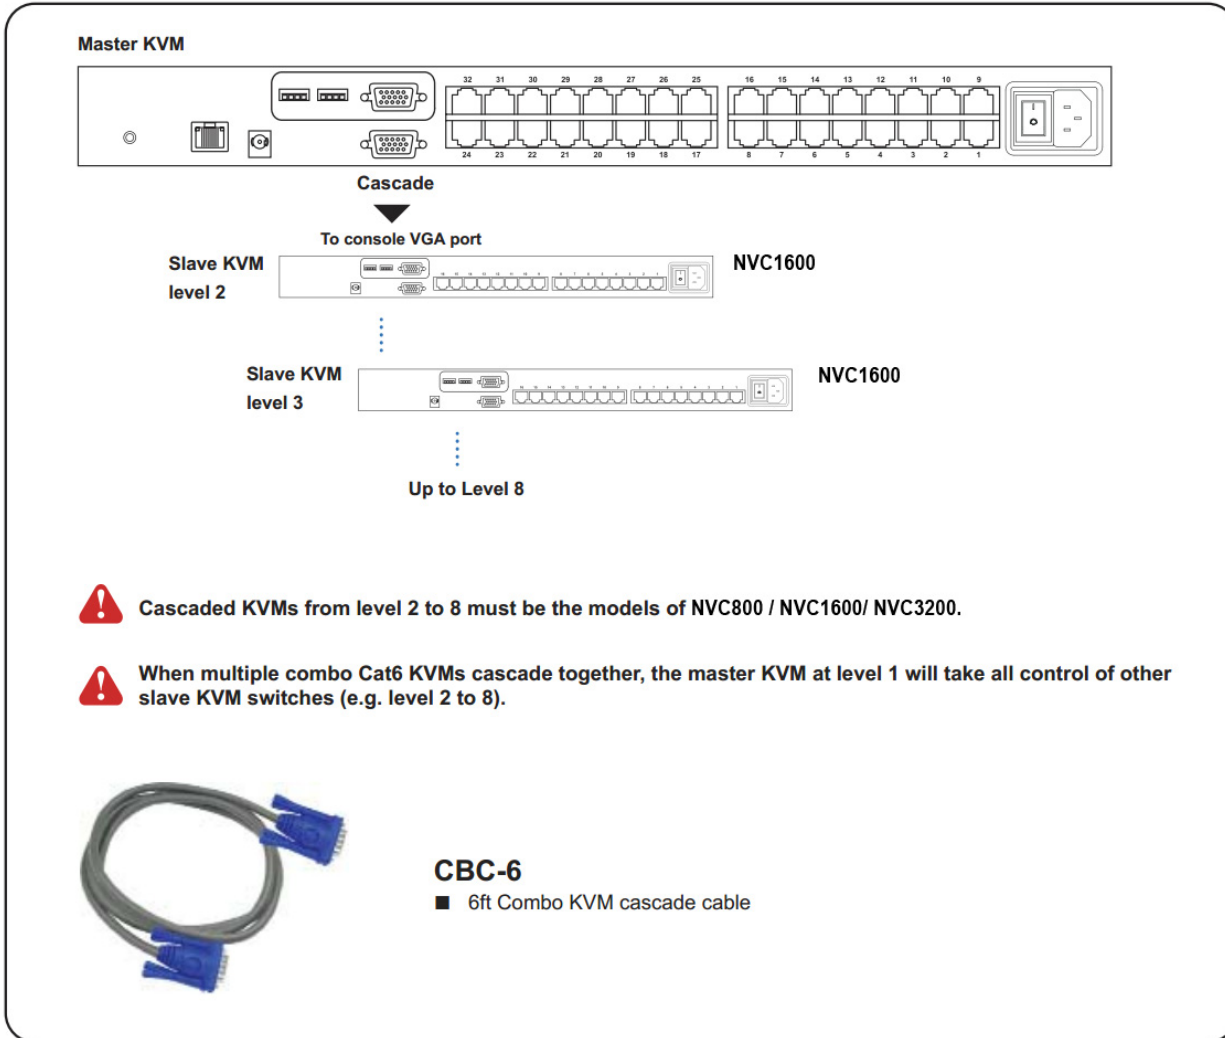 Master KVM
32 31 30 29 28 27 26 25 16 15 14 13 12 11 10 9
24 23 22 21 20 19 18 17 8 7 6 5 4 3 2 1
Cascade
To console VGA port
Slave KVM
level 2
NVC1600
Slave KVM
level 3
NVC1600
Up to Level 8
Cascaded KVMs from level 2 to 8 must be the models of NVC800 / NVC1600/ NVC3200.
When multiple combo Cat6 KVMs cascade together, the master KVM at level 1 will take all control of other
slave KVM switches (e.g. level 2 to 8).
CBC-6
■ 6ft Combo KVM cascade cable